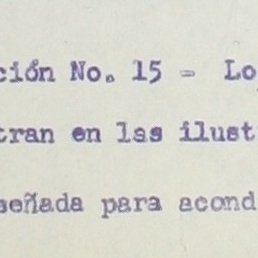 ción No. 15 - Lo
tran en las ilust
señada para acond